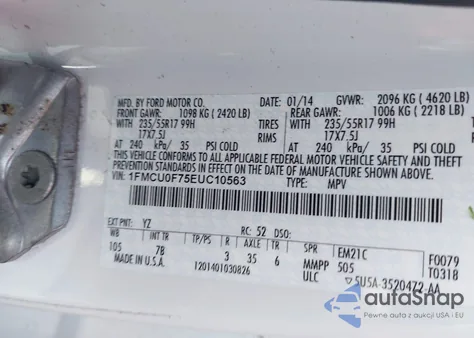 MFD. BY FORD MOTOR CO. DATE: 01/14 GVWR: 2096 KG ( 4620 LB)
FRONT GAWR: 1098 KG ( 2420 LB) REAR GAWR: 1006 KG ( 2218 LB)
WITH 235/55R17 99H TIRES WITH 235/55R17 99H
17X7.5J RIMS 17X7.5J
AT 240 kPa/ 35 PSI COLD AT 240 kPa/ 35 PSI COLD
THIS VEHICLE CONFORMS TO ALL APPLICABLE FEDERAL MOTOR VEHICLE SAFETY, BUMPER, AND THEFT
PREVENTION STANDARDS IN EFFECT ON THE DATE OF MANUFACTURE SHOWN ABOVE.
VIN: 1FMCU0F75EUC10563 TYPE: MPV
EXT PNT: YZ RC: 52 DSO:
WB INT TR TP/PS R AXLE TR SPR EM21C F0079
105 7B 3 35 6 MMPP 505 T0318
MADE IN U.S.A. 1201401030826 ULC 5U5A-3520472-AA
autoSnap
Pewne auto z aukcji w USA